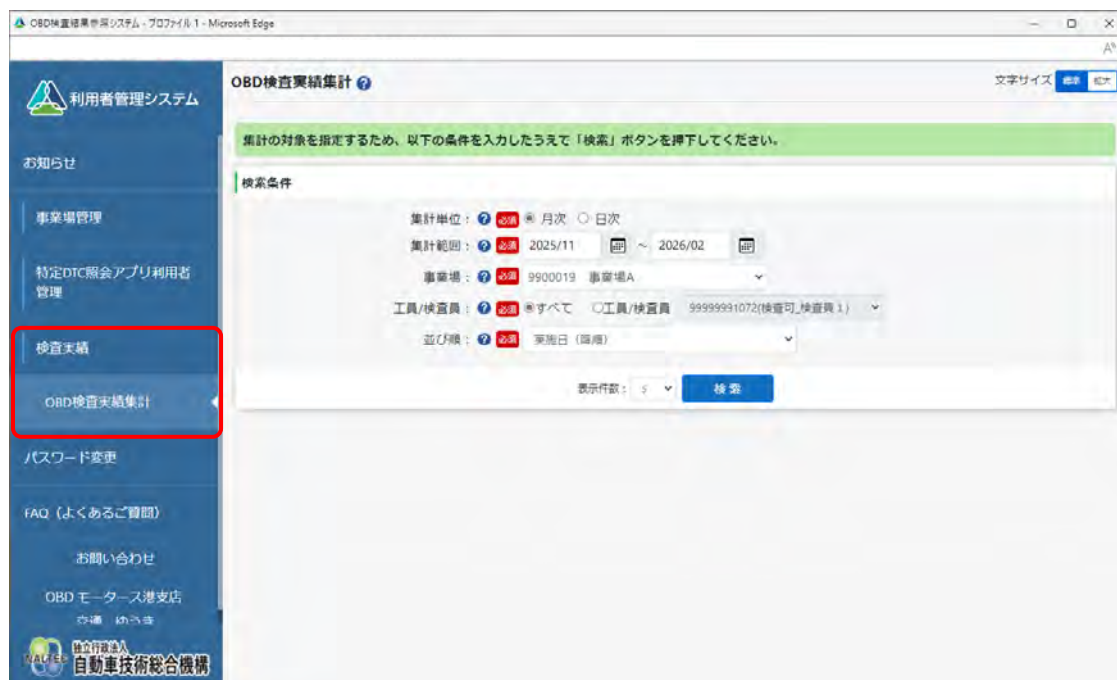 OBD検査結果参照システム - プロファイル 1 - Microsoft Edge
利用者管理システム
お知らせ
事業場管理
特定DTC照会アプリ利用者
管理
検査実績
OBD検査実績集計
パスワード変更
FAQ（よくあるご質問）
お問い合わせ
OBD モータース港支店
交通 ゆうき
NALTEC
独立行政法人
自動車技術総合機構
OBD検査実績集計
文字サイズ 標準 拡大
集計の対象を指定するため、以下の条件を入力したうえで「検索」ボタンを押下してください。
検索条件
集計単位： 必須 月次 日次
集計範囲： 必須 2025/11 ～ 2026/02
事業場： 必須 9900019 事業場A
工員/検査員： 必須 すべて 工員/検査員 99999991072(検査可_検査員１)
並び順： 必須 実施日（降順）
表示件数： 5 検索